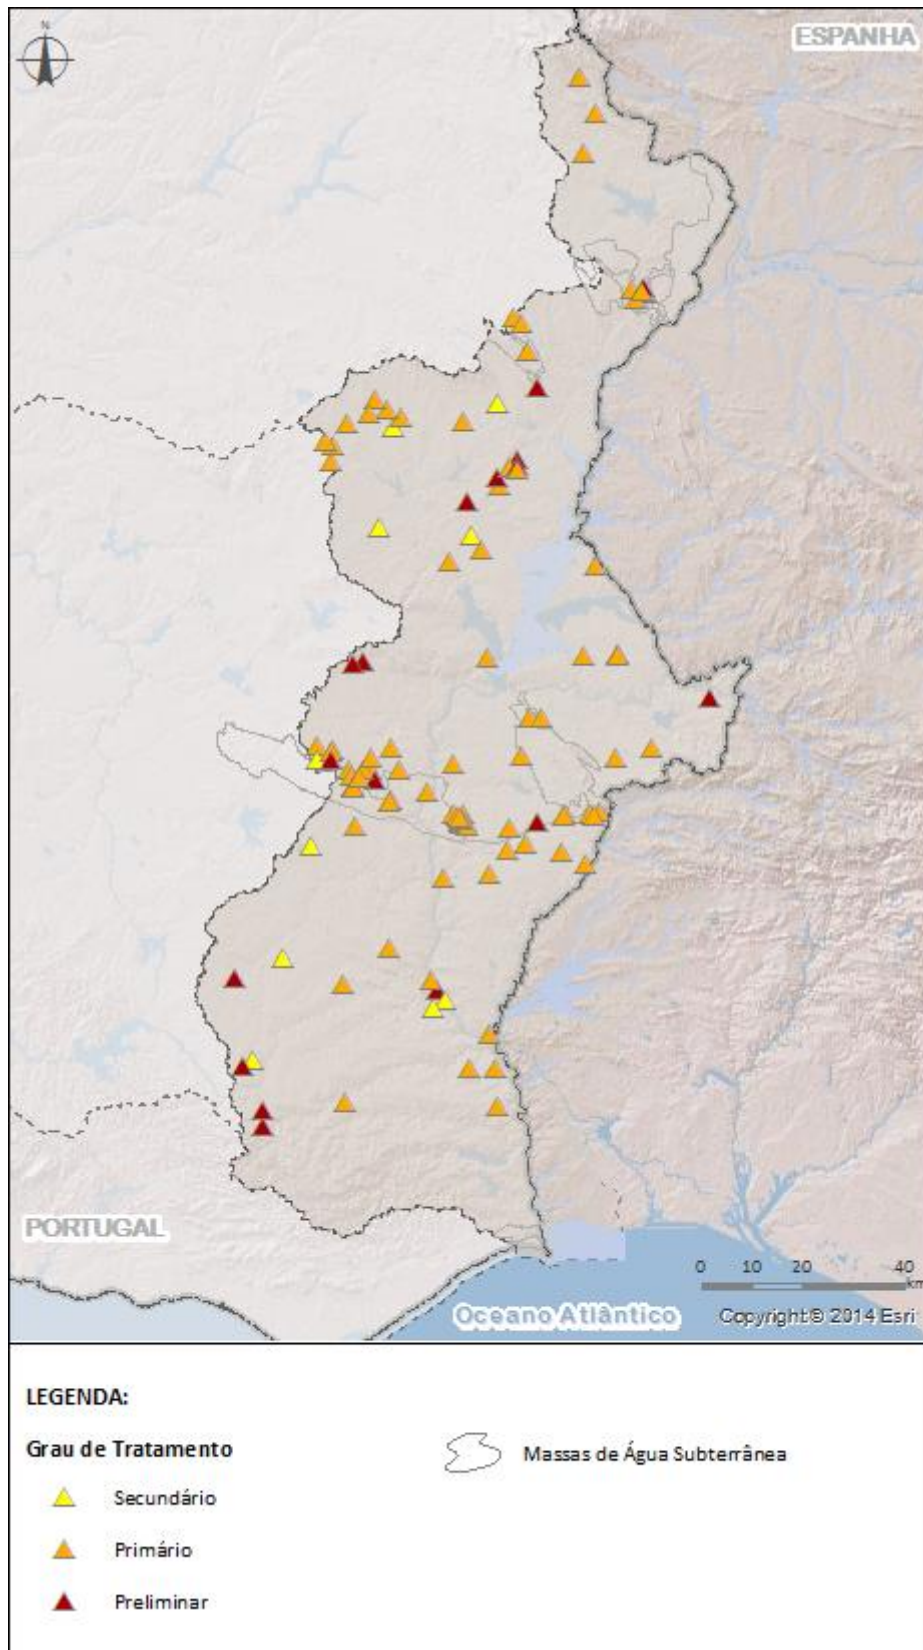 N
ESPANHA
PORTUGAL
0 10 20 40
km
Oceano Atlântico
Copyright© 2014 Esri
LEGENDA:
Grau de Tratamento
Massas de Água Subterrânea
Secundário
Primário
Preliminar